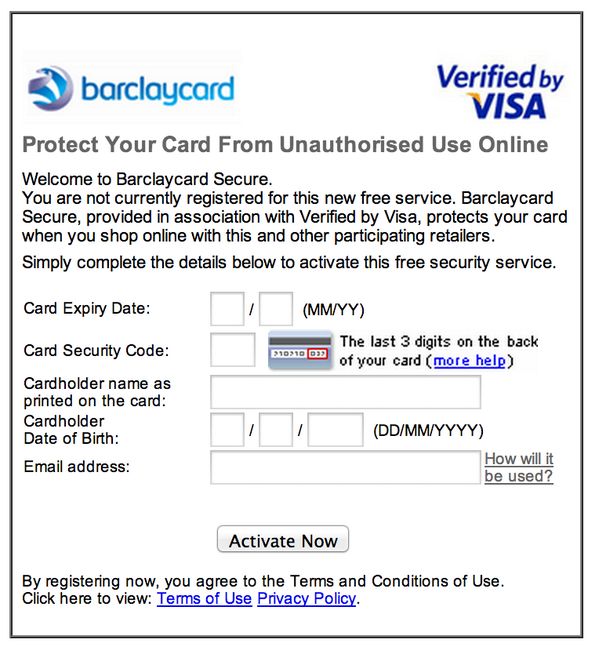 barclaycard
Verified by
VISA
Protect Your Card From Unauthorised Use Online
Welcome to Barclaycard Secure.
You are not currently registered for this new free service. Barclaycard
Secure, provided in association with Verified by Visa, protects your card
when you shop online with this and other participating retailers.
Simply complete the details below to activate this free security service.
Card Expiry Date: / (MM/YY)
Card Security Code:
The last 3 digits on the back
of your card (more help)
Cardholder name as
printed on the card:
Cardholder
Date of Birth: / / (DD/MM/YYYY)
Email address:
How will it
be used?
Activate Now
By registering now, you agree to the Terms and Conditions of Use.
Click here to view: Terms of Use Privacy Policy.